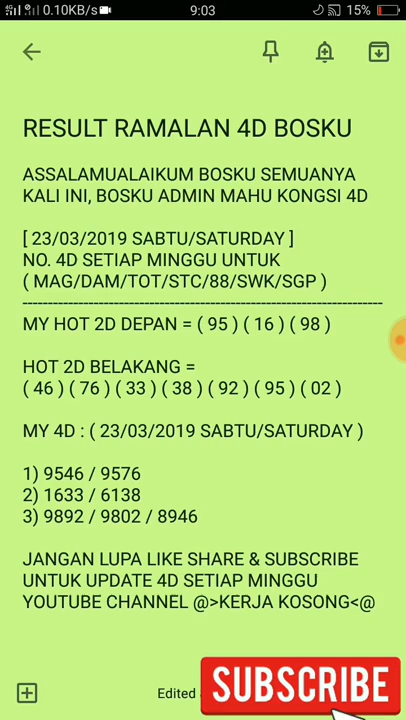 4G 0.10KB/s 9:03 15%
RESULT RAMALAN 4D BOSKU
ASSALAMUALAIKUM BOSKU SEMUANYA
KALI INI, BOSKU ADMIN MAHU KONGSI 4D
[ 23/03/2019 SABTU/SATURDAY ]
NO. 4D SETIAP MINGGU UNTUK
( MAG/DAM/TOT/STC/88/SWK/SGP )
------------------------------------------------------------------------
MY HOT 2D DEPAN = ( 95 ) ( 16 ) ( 98 )
HOT 2D BELAKANG =
( 46 ) ( 76 ) ( 33 ) ( 38 ) ( 92 ) ( 95 ) ( 02 )
MY 4D : ( 23/03/2019 SABTU/SATURDAY )
1) 9546 / 9576
2) 1633 / 6138
3) 9892 / 9802 / 8946
JANGAN LUPA LIKE SHARE & SUBSCRIBE
UNTUK UPDATE 4D SETIAP MINGGU
YOUTUBE CHANNEL @>KERJA KOSONG<@
Edited
SUBSCRIBE